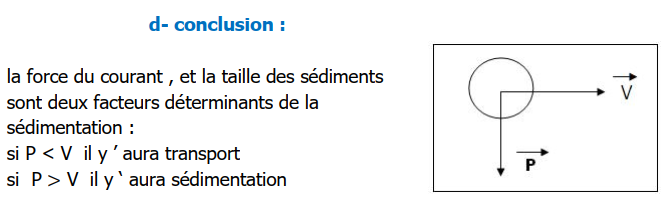 d- conclusion :
la force du courant , et la taille des sédiments
sont deux facteurs déterminants de la
sédimentation :
si P < V  il y ’ aura transport
si  P > V  il y ‘ aura sédimentation
V
P